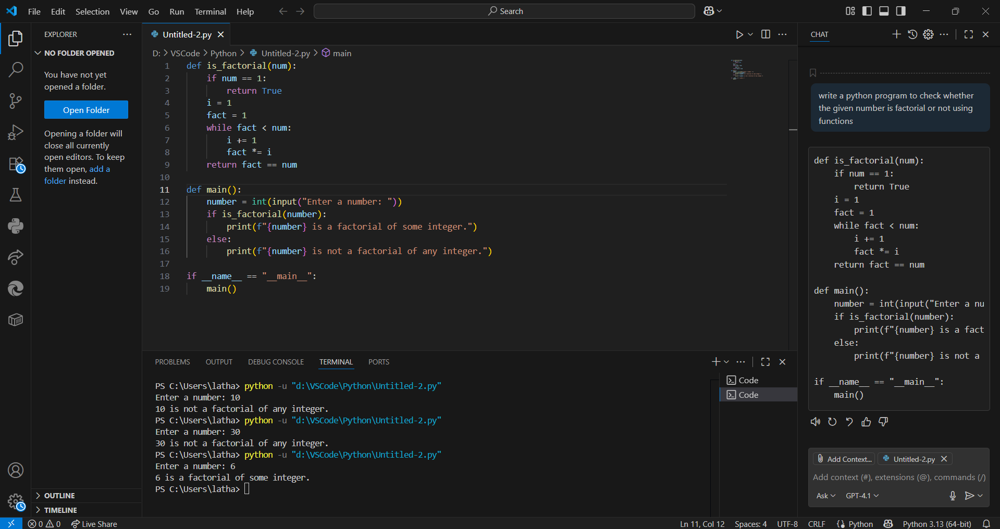 File Edit Selection View Go Run Terminal Help
Search
EXPLORER
NO FOLDER OPENED
You have not yet
opened a folder.
Open Folder
Opening a folder will
close all currently
open editors. To keep
them open, add a
folder instead.
OUTLINE
TIMELINE
Untitled-2.py
D: > VSCode > Python > Untitled-2.py > main
1 def is_factorial(num):
2     if num == 1:
3         return True
4     i = 1
5     fact = 1
6     while fact < num:
7         i += 1
8         fact *= i
9     return fact == num
10
11 def main():
12     number = int(input("Enter a number: "))
13     if is_factorial(number):
14         print(f"{number} is a factorial of some integer.")
15     else:
16         print(f"{number} is not a factorial of any integer.")
17
18 if __name__ == "__main__":
19     main()
PROBLEMS OUTPUT DEBUG CONSOLE TERMINAL PORTS
PS C:\Users\latha> python -u "d:\VSCode\Python\Untitled-2.py"
Enter a number: 10
10 is not a factorial of any integer.
PS C:\Users\latha> python -u "d:\VSCode\Python\Untitled-2.py"
Enter a number: 30
30 is not a factorial of any integer.
PS C:\Users\latha> python -u "d:\VSCode\Python\Untitled-2.py"
Enter a number: 6
6 is a factorial of some integer.
PS C:\Users\latha>
Code
Code
CHAT
write a python program to check whether
the given number is factorial or not using
functions
def is_factorial(num):
    if num == 1:
        return True
    i = 1
    fact = 1
    while fact < num:
        i += 1
        fact *= i
    return fact == num
def main():
    number = int(input("Enter a nu
    if is_factorial(number):
        print(f"{number} is a fact
    else:
        print(f"{number} is not a
if __name__ == "__main__":
    main()
Add Context... Untitled-2.py
Add context (#), extensions (@), commands (/)
Ask GPT-4.1
0 0 Live Share
Ln 11, Col 12 Spaces: 4 UTF-8 CRLF {} Python Python 3.13 (64-bit)